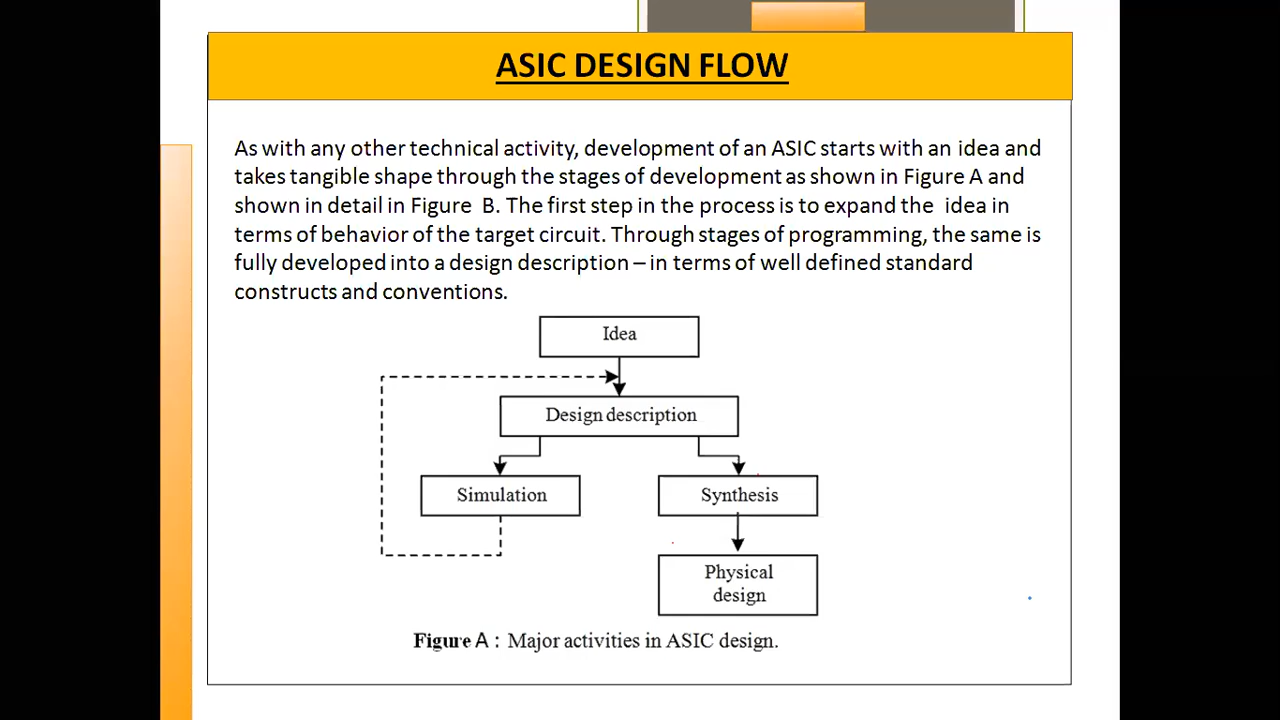 ASIC DESIGN FLOW
As with any other technical activity, development of an ASIC starts with an idea and
takes tangible shape through the stages of development as shown in Figure A and
shown in detail in Figure B. The first step in the process is to expand the idea in
terms of behavior of the target circuit. Through stages of programming, the same is
fully developed into a design description – in terms of well defined standard
constructs and conventions.
Idea
Design description
Simulation
Synthesis
Physical
design
Figure A : Major activities in ASIC design.